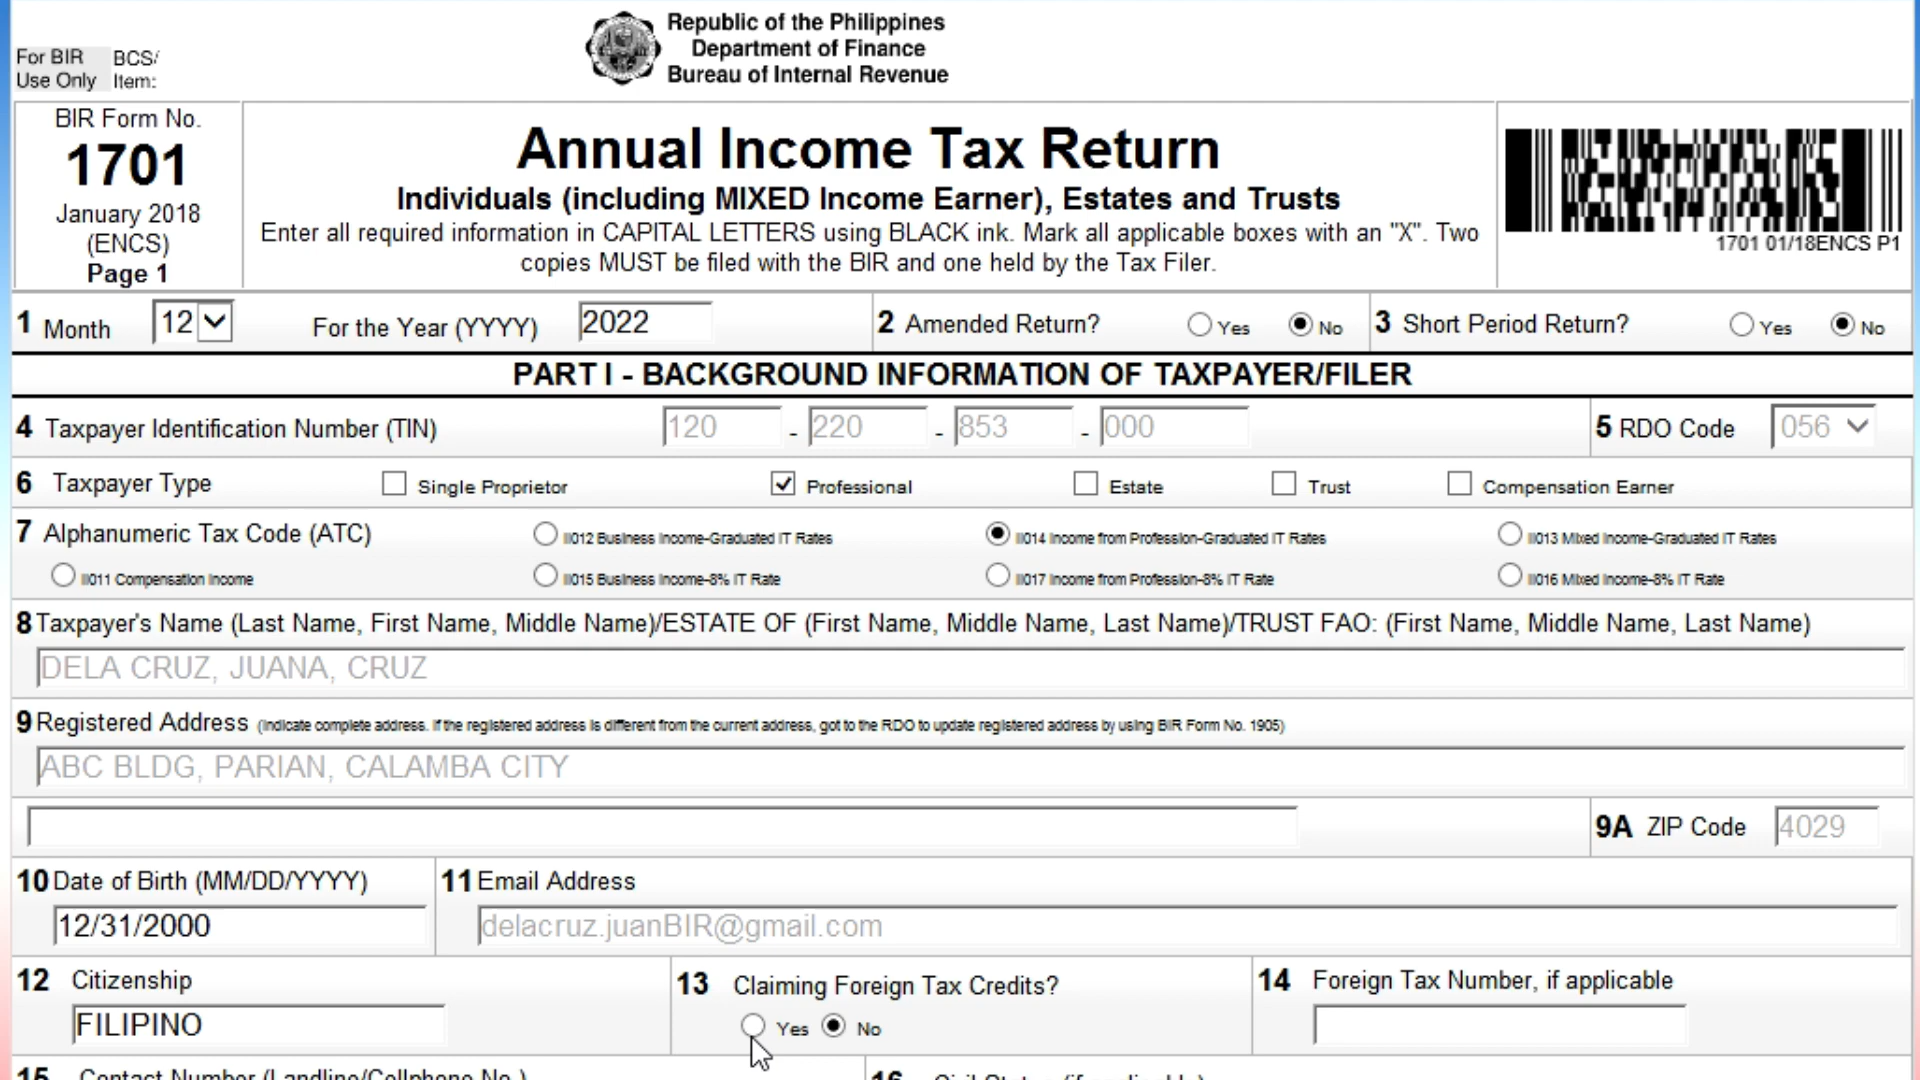 Republic of the Philippines
Department of Finance
Bureau of Internal Revenue
For BIR Use Only
BCS/ Item:
BIR Form No.
1701
January 2018
(ENCS)
Page 1
Annual Income Tax Return
Individuals (including MIXED Income Earner), Estates and Trusts
Enter all required information in CAPITAL LETTERS using BLACK ink. Mark all applicable boxes with an "X". Two
copies MUST be filed with the BIR and one held by the Tax Filer.
1701 01/18ENCS P1
1 Month 12 For the Year (YYYY) 2022 2 Amended Return? Yes No 3 Short Period Return? Yes No
PART I - BACKGROUND INFORMATION OF TAXPAYER/FILER
4 Taxpayer Identification Number (TIN) 120 - 220 - 853 - 000 5 RDO Code 056
6 Taxpayer Type Single Proprietor Professional Estate Trust Compensation Earner
7 Alphanumeric Tax Code (ATC) II012 Business Income-Graduated IT Rates II014 Income from Profession-Graduated IT Rates II013 Mixed Income-Graduated IT Rates
II011 Compensation Income II015 Business Income-8% IT Rate II017 Income from Profession-8% IT Rate II016 Mixed Income-8% IT Rate
8 Taxpayer's Name (Last Name, First Name, Middle Name)/ESTATE OF (First Name, Middle Name, Last Name)/TRUST FAO: (First Name, Middle Name, Last Name)
DELA CRUZ, JUANA, CRUZ
9 Registered Address (Indicate complete address. If the registered address is different from the current address, got to the RDO to update registered address by using BIR Form No. 1905)
ABC BLDG, PARIAN, CALAMBA CITY
9A ZIP Code 4029
10 Date of Birth (MM/DD/YYYY) 11 Email Address
12/31/2000 delacruz.juanBIR@gmail.com
12 Citizenship 13 Claiming Foreign Tax Credits? 14 Foreign Tax Number, if applicable
FILIPINO Yes No
15 Contact Number (Landline/Cellphone No.) 16 Civil Status (if applicable)